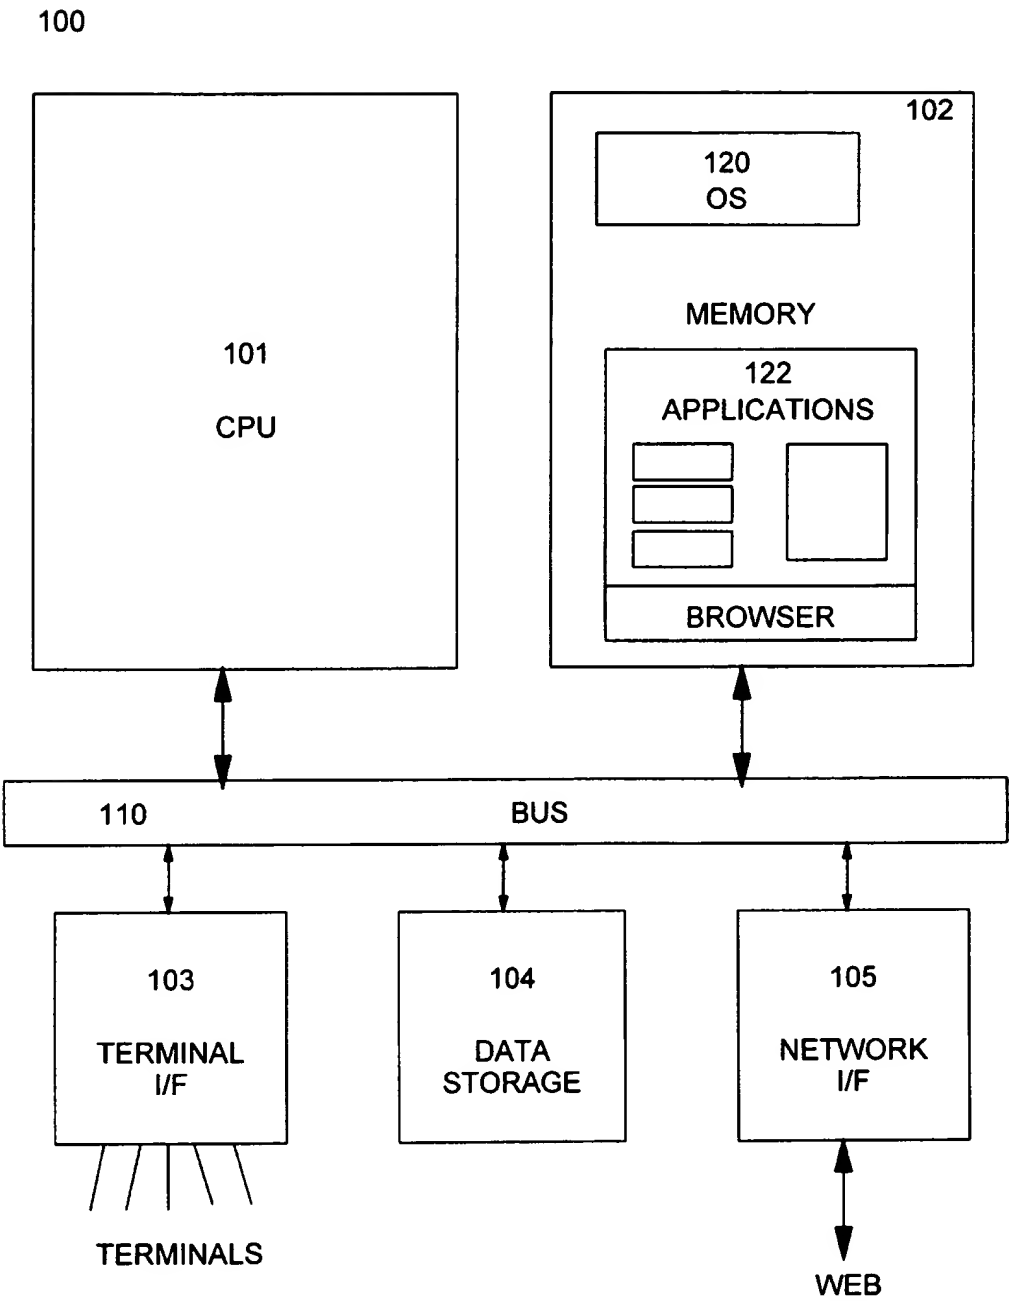 100
102
120
OS
MEMORY
101
CPU
122
APPLICATIONS
BROWSER
110
BUS
103
TERMINAL
I/F
104
DATA
STORAGE
105
NETWORK
I/F
TERMINALS
WEB